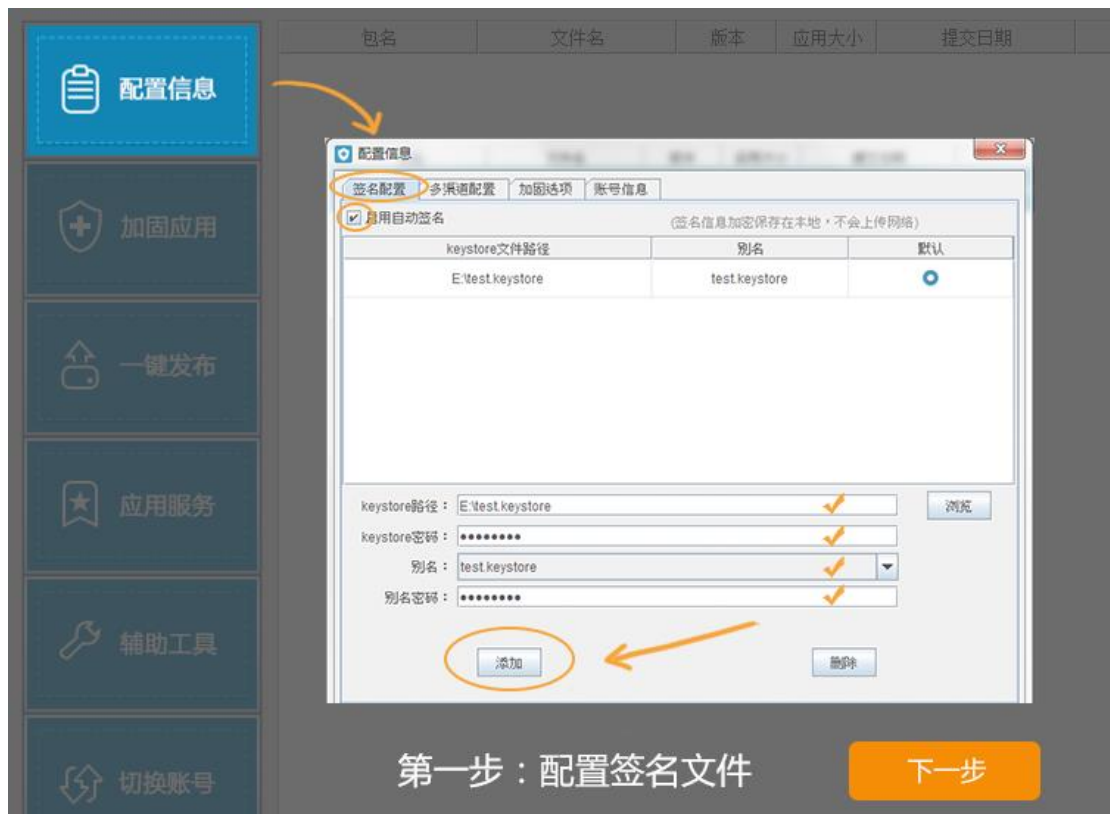 包名 文件名 版本 应用大小 提交日期
配置信息
加固应用
一键发布
应用服务
辅助工具
切换账号
配置信息
签名配置 多渠道配置 加固选项 账号信息
启用自动签名 (签名信息加密保存在本地，不会上传网络)
keystore文件路径 别名 默认
E:\test.keystore test.keystore
keystore路径： E:\test.keystore 浏览
keystore密码： ••••••••
别名： test.keystore
别名密码： ••••••••
添加 删除
第一步：配置签名文件 下一步